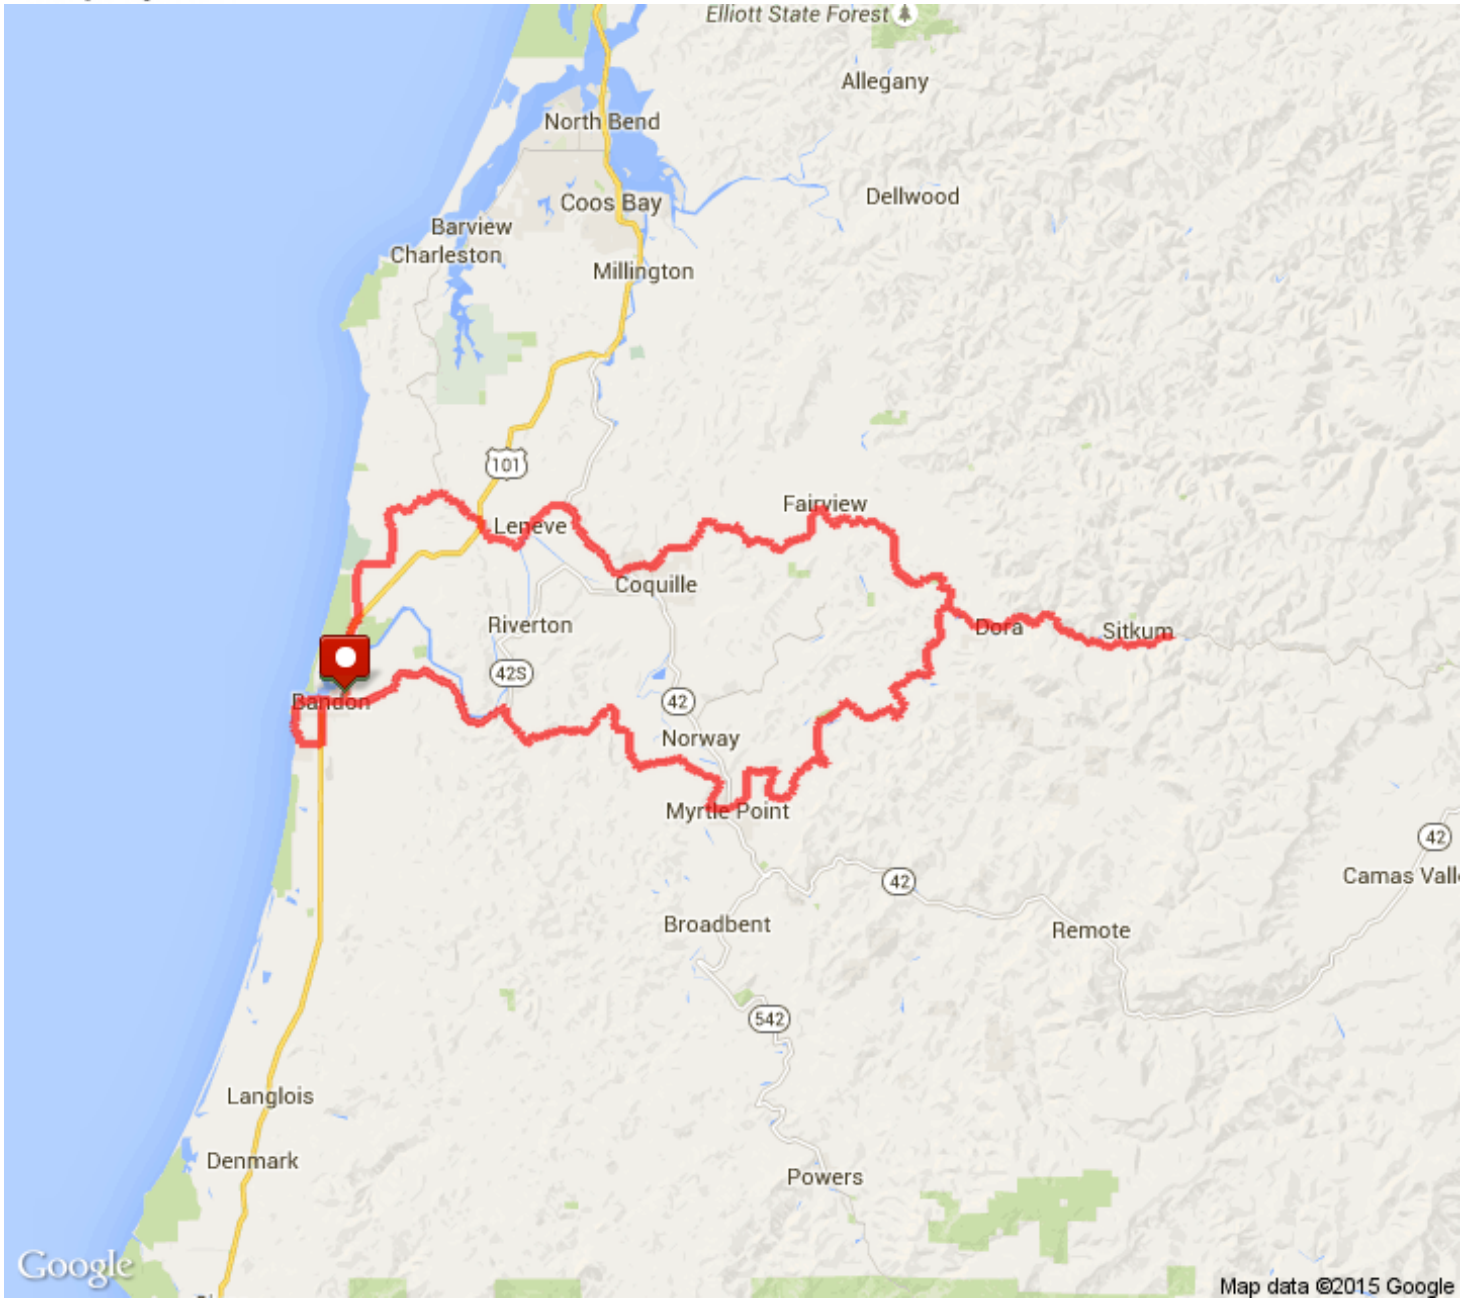 Elliott State Forest
Allegany
North Bend
Dellwood
Coos Bay
Barview
Charleston
Millington
101
Fairview
Leneve
Coquille
Riverton
Dora
Sitkum
42S
Bandon
42
Norway
Myrtle Point
42
Camas Vall
42
Broadbent
Remote
542
Langlois
Denmark
Powers
Google
Map data ©2015 Google